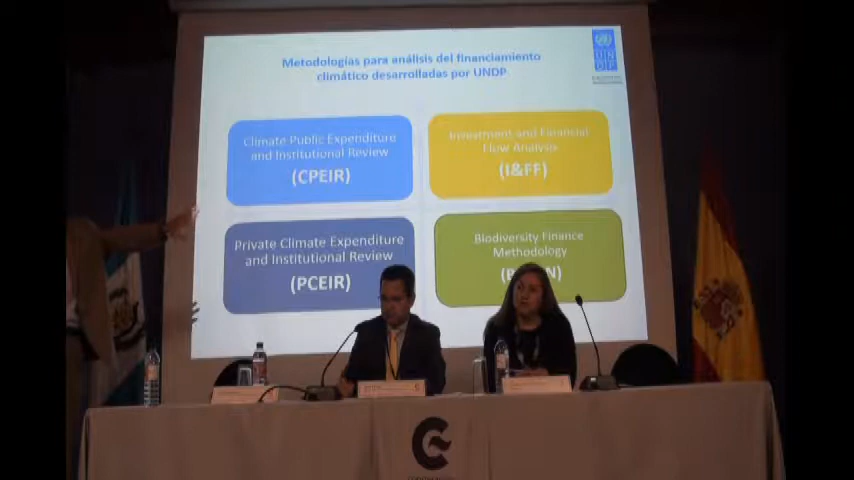 Metodologías para análisis del financiamiento
climático desarrolladas por UNDP
U N
D P
Climate Public Expenditure
and Institutional Review
(CPEIR)
Investment and Financial
Flow Analysis
(I&FF)
Private Climate Expenditure
and Institutional Review
(PCEIR)
Biodiversity Finance
Methodology